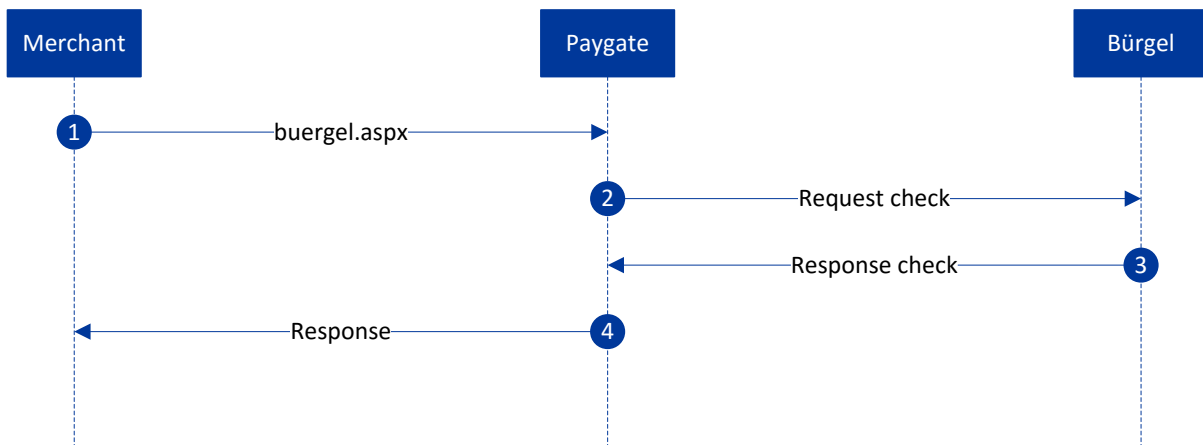 Merchant
Paygate
Bürgel
1
buergel.aspx
2
Request check
Response check
3
Response
4